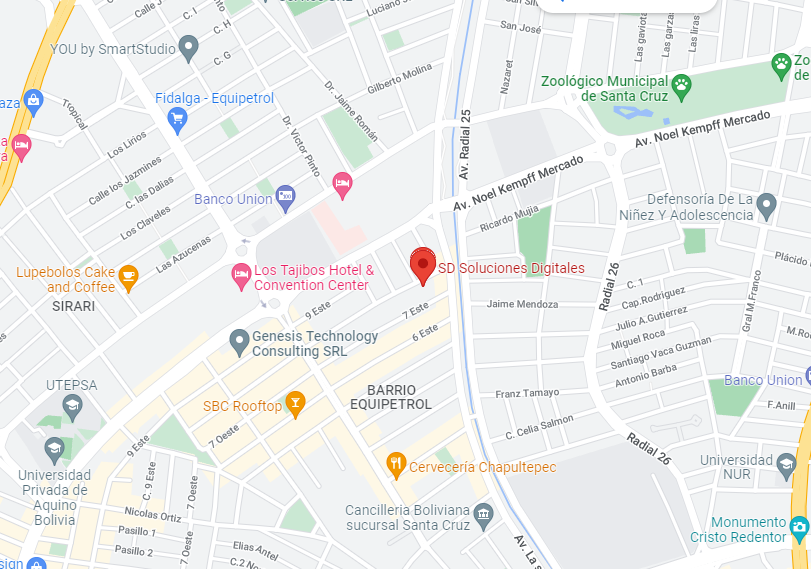 San José
C. H
C. I
YOU by SmartStudio
C. G
Las gaviotas
Las garzas
Las liras
Nazaret
Gilberto Molina
Zoológico Municipal
de Santa Cruz
Zo
de
aza
Fidalga - Equipetrol
Dr. Jaime Román
Tropical
Av. Radial 25
Av. Noel Kempff Mercado
Los Lirios
Dr. Victor Pinto
Calle los Jazmines
C. las Dalias
Banco Union
Av. Noel Kempff Mercado
Los Claveles
Ricardo Mujia
Defensoría De La
Niñez Y Adolescencia
Las Azucenas
Plácido
Lupebolos Cake
and Coffee
SIRARI
Los Tajibos Hotel &
Convention Center
SD Soluciones Digitales
Radial 26
C. 1
Cap.Rodriguez
Gral M.Franco
9 Este
7 Este
Jaime Mendoza
Julio A.Gutierrez
6 Este
Miguel Roca
M.Ro
Genesis Technology
Consulting SRL
Santiago Vaca Guzman
UTEPSA
Antonio Barba
BARRIO
EQUIPETROL
Banco Union
SBC Rooftop
Franz Tamayo
F.Anill
7 Oeste
C. Celia Salmon
9 Este
Radial 26
Cervecería Chapultepec
Universidad
Privada de
Aquino
Bolivia
C. 9 Este
7 Oeste
Universidad
NUR
Nicolas Ortiz
Cancilleria Boliviana
sucursal Santa Cruz
Pasillo 1
Pasillo 2
Monumento
Cristo Redentor
Elias Antel
Av. La s
sign
C.2 No